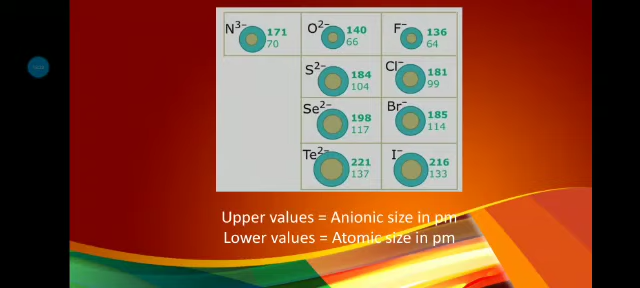 N3− 171 O2− 140 F− 136
70 66 64
S2− 184 Cl− 181
104 99
Se2− 198 Br− 185
117 114
Te2− 221 I− 216
137 133
Upper values = Anionic size in pm
Lower values = Atomic size in pm